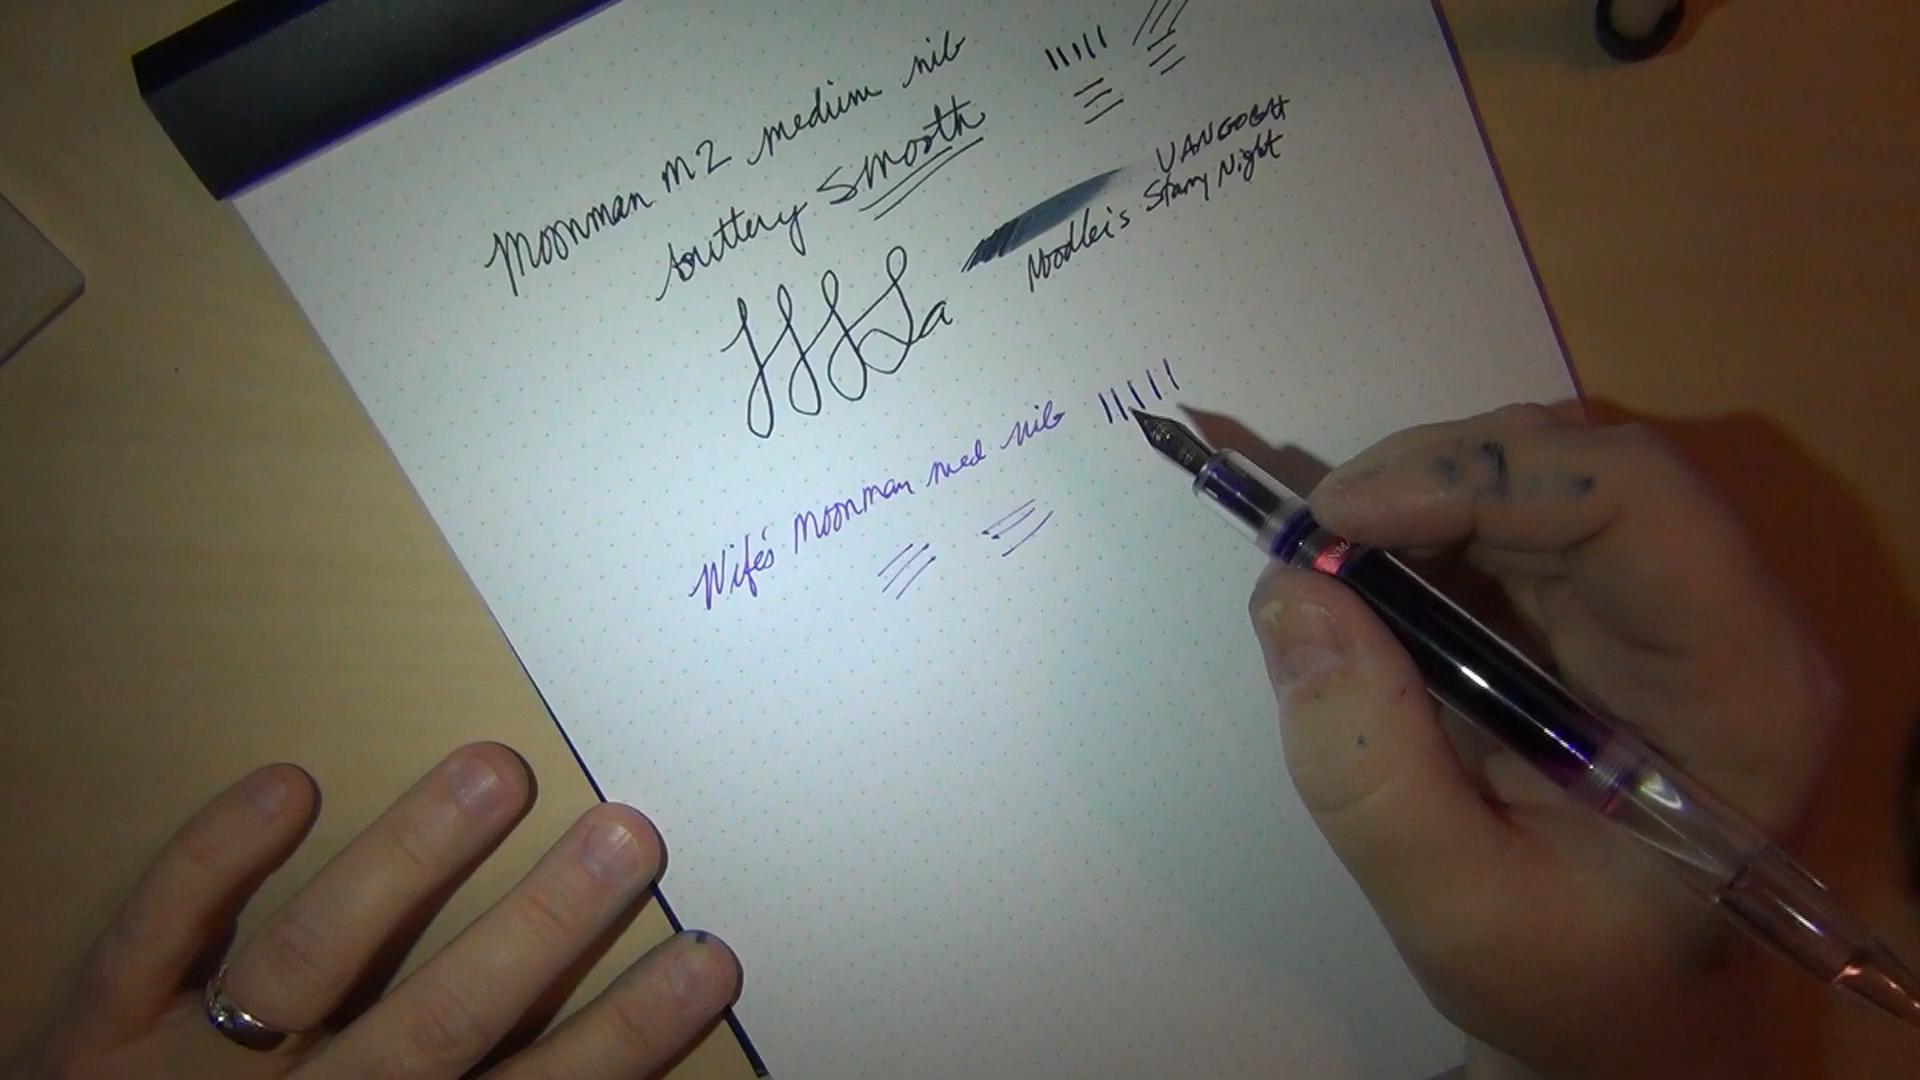 Moonman M2 medium nib
buttery smooth
VANGOGH
Starry Night
Noodler's
Wife's Moonman med nib